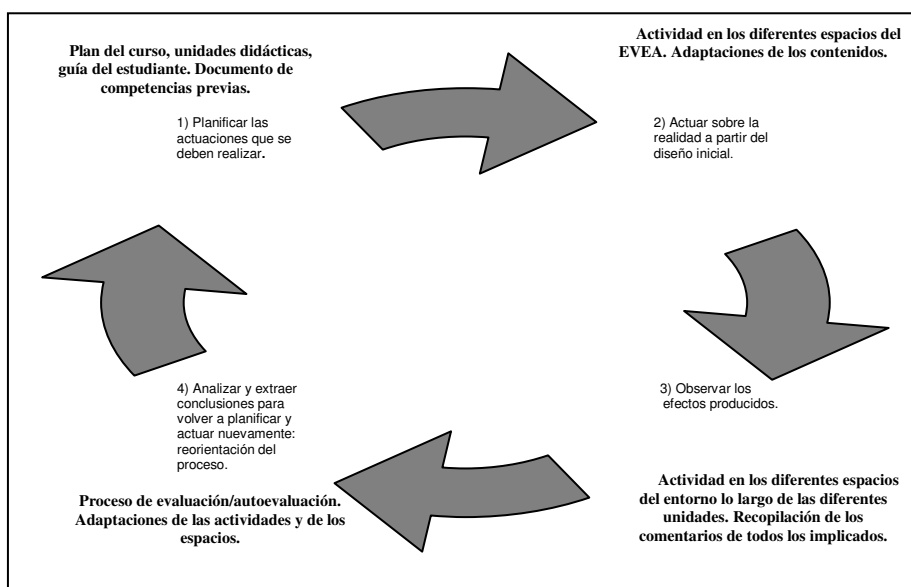 Plan del curso, unidades didácticas,
guía del estudiante. Documento de
competencias previas.
1) Planificar las
actuaciones que se
deben realizar.
Actividad en los diferentes espacios del
EVEA. Adaptaciones de los contenidos.
2) Actuar sobre la
realidad a partir del
diseño inicial.
3) Observar los
efectos producidos.
Actividad en los diferentes espacios
del entorno lo largo de las diferentes
unidades. Recopilación de los
comentarios de todos los implicados.
4) Analizar y extraer
conclusiones para
volver a planificar y
actuar nuevamente:
reorientación del
proceso.
Proceso de evaluación/autoevaluación.
Adaptaciones de las actividades y de los
espacios.